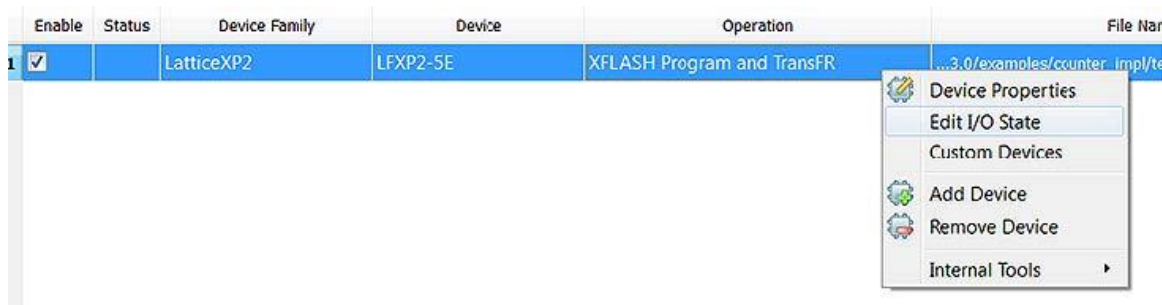 Enable Status Device Family Device Operation File Nar
1 LatticeXP2 LFXP2-5E XFLASH Program and TransFR ...3.0/examples/counter_impl/te
Device Properties
Edit I/O State
Custom Devices
Add Device
Remove Device
Internal Tools